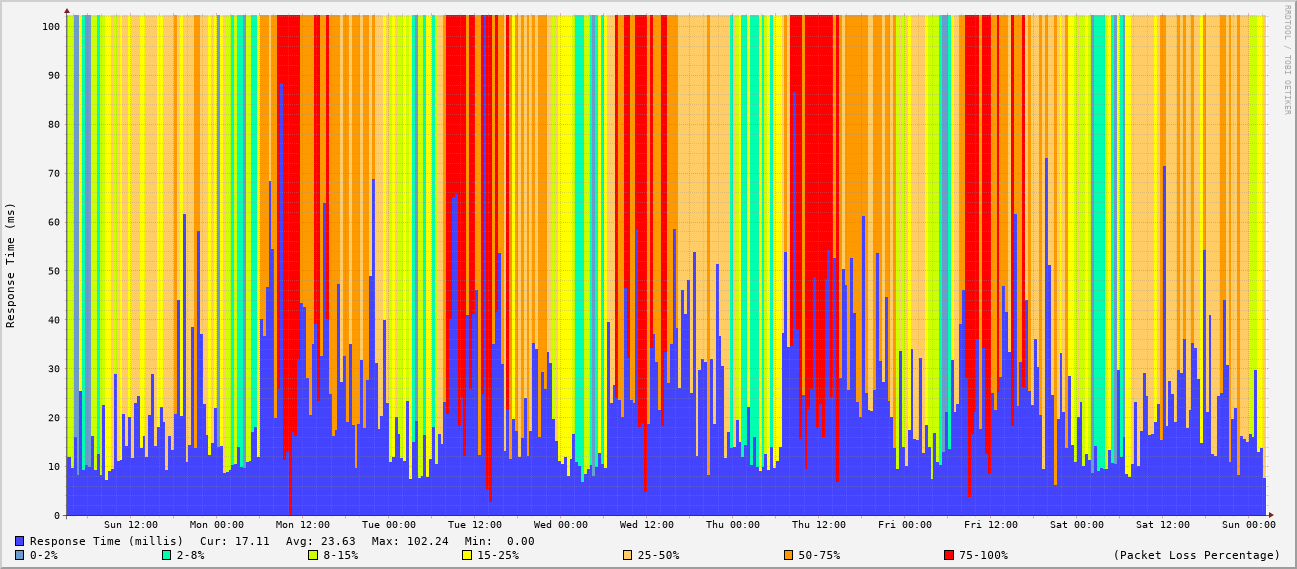 RRDTOOL / TOBI OETIKER
Response Time (ms)
100
90
80
70
60
50
40
30
20
10
0
Sun 12:00 Mon 00:00 Mon 12:00 Tue 00:00 Tue 12:00 Wed 00:00 Wed 12:00 Thu 00:00 Thu 12:00 Fri 00:00 Fri 12:00 Sat 00:00 Sat 12:00 Sun 00:00
Response Time (millis) Cur: 17.11 Avg: 23.63 Max: 102.24 Min: 0.00
0-2% 2-8% 8-15% 15-25% 25-50% 50-75% 75-100% (Packet Loss Percentage)